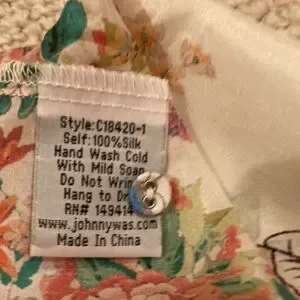 Style:C18420-1
Self:100%Silk
Hand Wash Cold
With Mild Soap
Do Not
Hang to
RN# 149414
www.johnnywas.com
Made In China